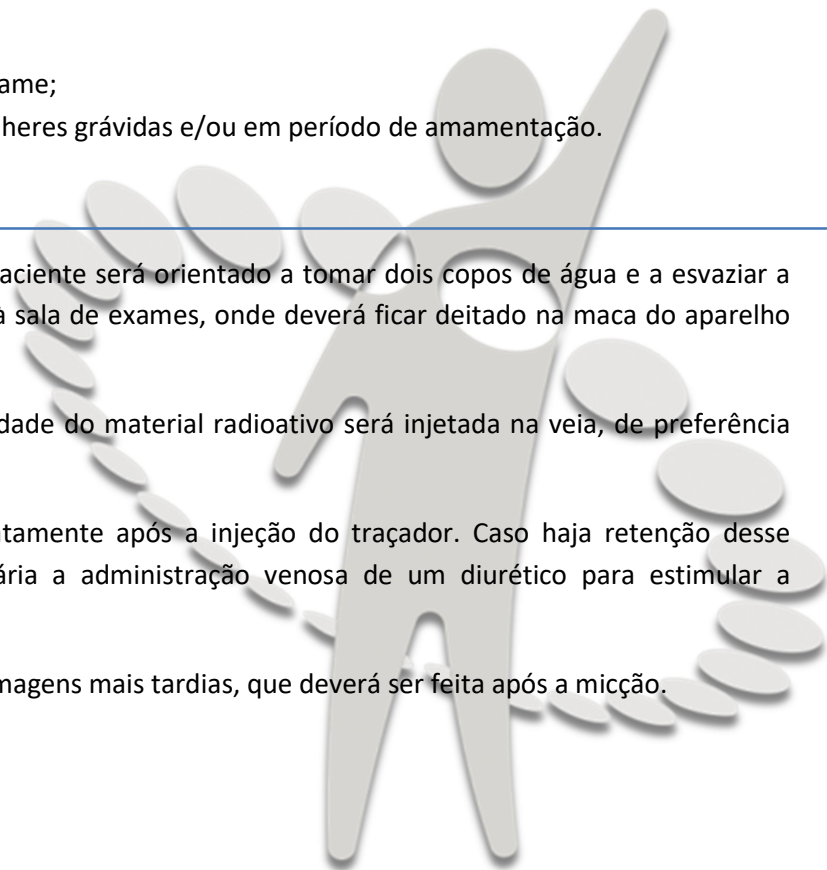 ame;
lheres grávidas e/ou em período de amamentação.
aciente será orientado a tomar dois copos de água e a esvaziar a
à sala de exames, onde deverá ficar deitado na maca do aparelho
dade do material radioativo será injetada na veia, de preferência
tamente após a injeção do traçador. Caso haja retenção desse
ária a administração venosa de um diurético para estimular a
magens mais tardias, que deverá ser feita após a micção.